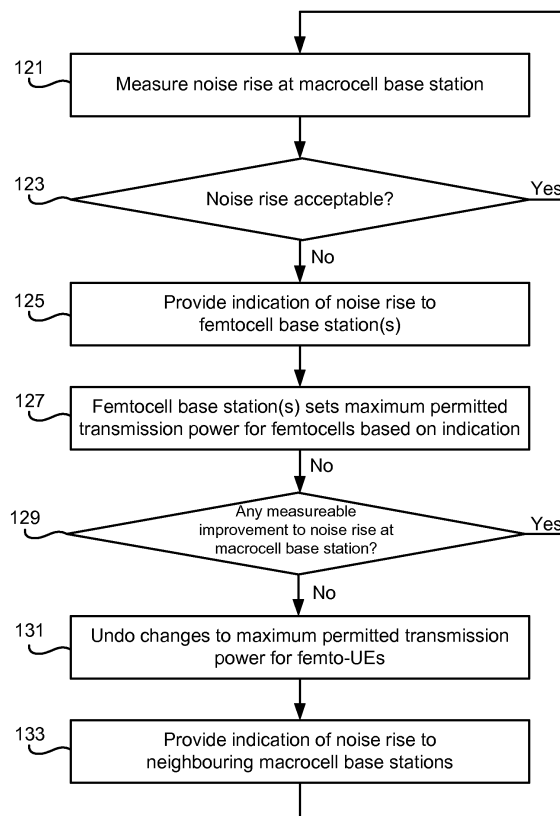 121
Measure noise rise at macrocell base station
123
Noise rise acceptable?
Yes
No
125
Provide indication of noise rise to
femtocell base station(s)
127
Femtocell base station(s) sets maximum permitted
transmission power for femtocells based on indication
No
129
Any measureable
improvement to noise rise at
macrocell base station?
Yes
No
131
Undo changes to maximum permitted transmission
power for femto-UEs
133
Provide indication of noise rise to
neighbouring macrocell base stations